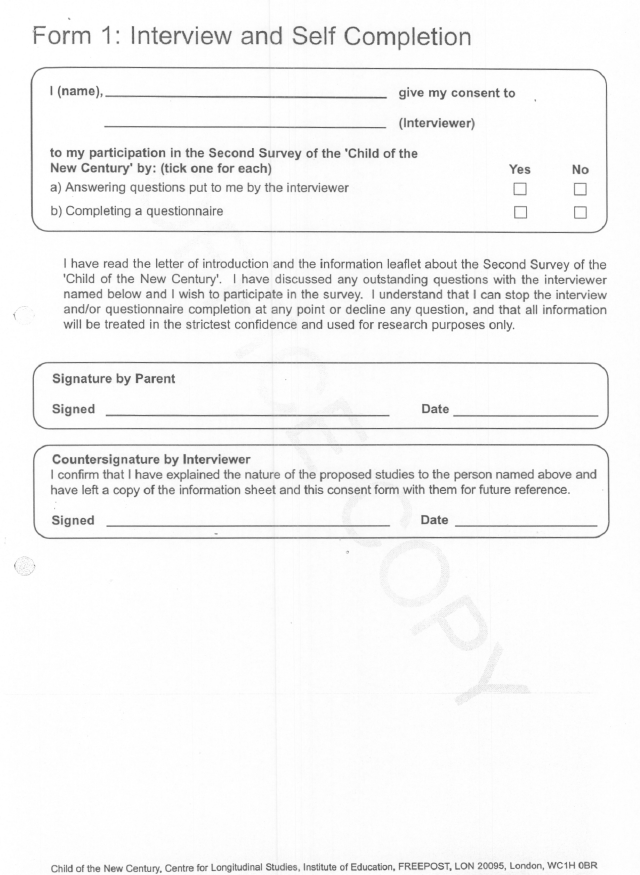 Form 1: Interview and Self Completion
I (name), give my consent to
(Interviewer)
to my participation in the Second Survey of the 'Child of the
New Century' by: (tick one for each) Yes No
a) Answering questions put to me by the interviewer
b) Completing a questionnaire
I have read the letter of introduction and the information leaflet about the Second Survey of the
'Child of the New Century'. I have discussed any outstanding questions with the interviewer
named below and I wish to participate in the survey. I understand that I can stop the interview
and/or questionnaire completion at any point or decline any question, and that all information
will be treated in the strictest confidence and used for research purposes only.
Signature by Parent
Signed Date
Countersignature by Interviewer
I confirm that I have explained the nature of the proposed studies to the person named above and
have left a copy of the information sheet and this consent form with them for future reference.
Signed Date
COPY
Child of the New Century, Centre for Longitudinal Studies, Institute of Education, FREEPOST, LON 20095, London, WC1H 0BR